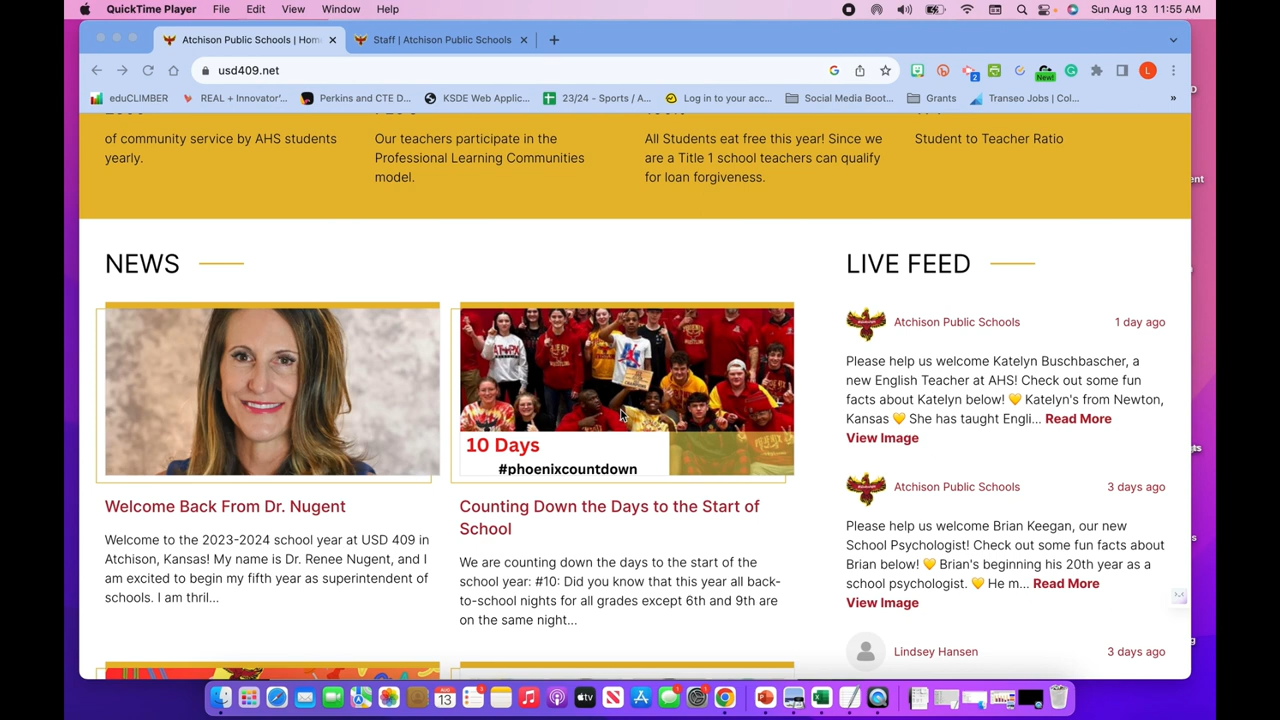 QuickTime Player File Edit View Window Help Sun Aug 13 11:55 AM
Atchison Public Schools | Hom
Staff | Atchison Public Schools
usd409.net
New!
2
L
eduCLIMBER
REAL + Innovator'...
Perkins and CTE D...
KSDE Web Applic...
23/24 - Sports / A...
Log in to your acc...
Social Media Boot...
Grants
Transeo Jobs | Col...
»
of community service by AHS students
yearly.
Our teachers participate in the
Professional Learning Communities
model.
All Students eat free this year! Since we
are a Title 1 school teachers can qualify
for loan forgiveness.
Student to Teacher Ratio
NEWS
10 Days
#phoenixcountdown
Welcome Back From Dr. Nugent
Welcome to the 2023-2024 school year at USD 409 in
Atchison, Kansas! My name is Dr. Renee Nugent, and I
am excited to begin my fifth year as superintendent of
schools. I am thril...
Counting Down the Days to the Start of
School
We are counting down the days to the start of the
school year: #10: Did you know that this year all back-
to-school nights for all grades except 6th and 9th are
on the same night...
LIVE FEED
Atchison Public Schools 1 day ago
Please help us welcome Katelyn Buschbascher, a
new English Teacher at AHS! Check out some fun
facts about Katelyn below! 💛 Katelyn's from Newton,
Kansas 💛 She has taught Engli... Read More
View Image
Atchison Public Schools 3 days ago
Please help us welcome Brian Keegan, our new
School Psychologist! Check out some fun facts about
Brian below! 💛 Brian's beginning his 20th year as a
school psychologist. 💛 He m... Read More
View Image
Lindsey Hansen 3 days ago
ent
tv